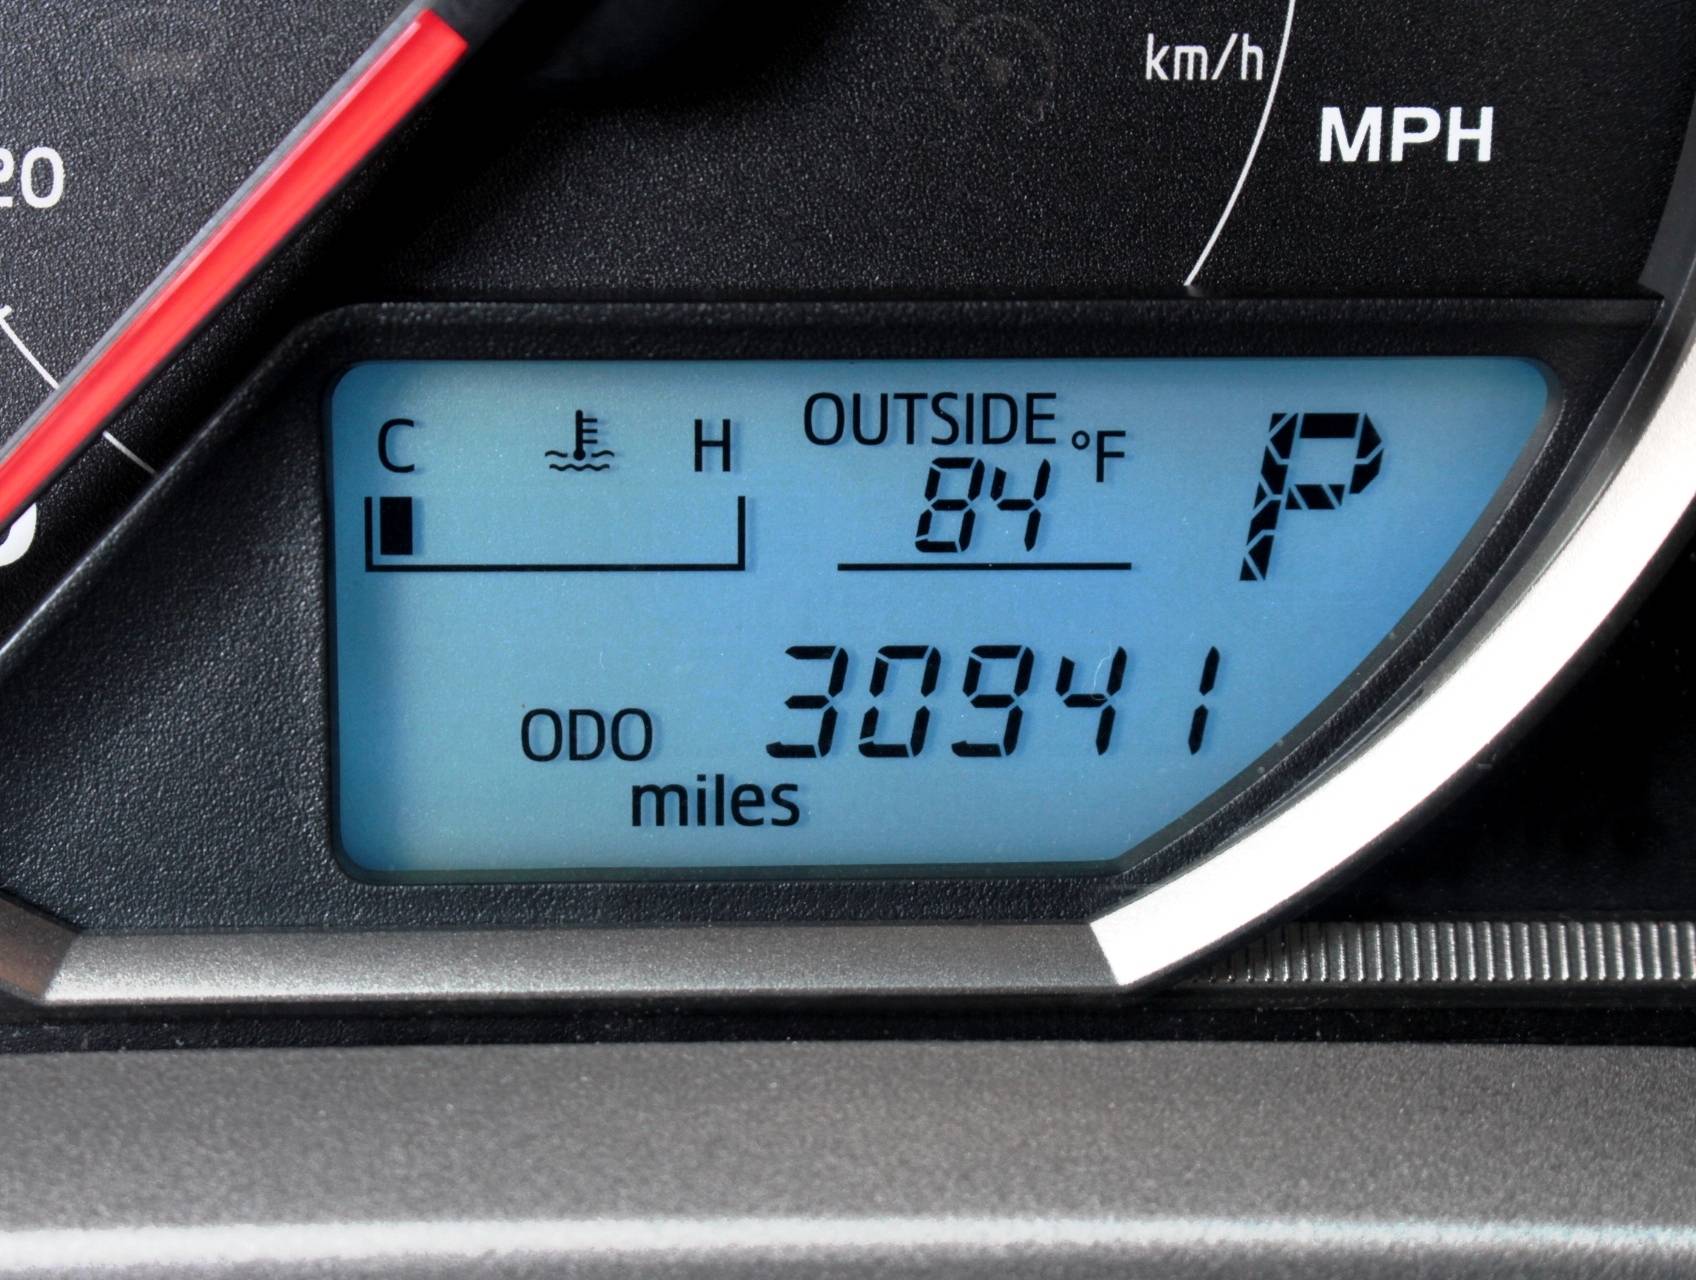 km/h
MPH
20
C H
OUTSIDE
84 °F
P
ODO 30941
miles